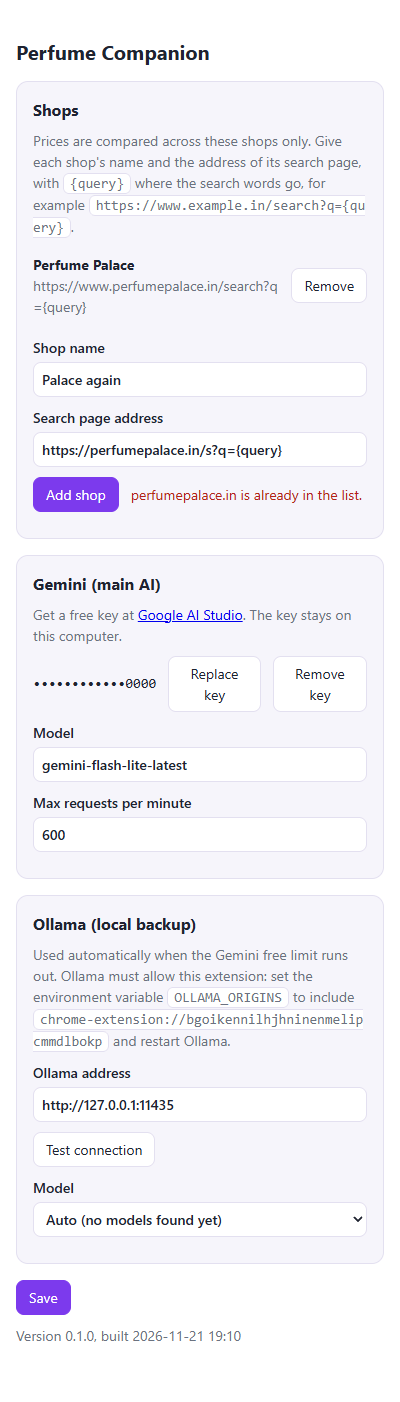 Perfume Companion
Shops
Prices are compared across these shops only. Give
each shop's name and the address of its search page,
with {query} where the search words go, for
example https://www.example.in/search?q={qu
ery}.
Perfume Palace
https://www.perfumepalace.in/search?q
={query}
Remove
Shop name
Palace again
Search page address
https://perfumepalace.in/s?q={query}
Add shop perfumepalace.in is already in the list.
Gemini (main AI)
Get a free key at Google AI Studio. The key stays on
this computer.
••••••••••••0000
Replace
key
Remove
key
Model
gemini-flash-lite-latest
Max requests per minute
600
Ollama (local backup)
Used automatically when the Gemini free limit runs
out. Ollama must allow this extension: set the
environment variable OLLAMA_ORIGINS to include
chrome-extension://bgoikennilhjhninenmelip
cmmdlbokp and restart Ollama.
Ollama address
http://127.0.0.1:11435
Test connection
Model
Auto (no models found yet)
Save
Version 0.1.0, built 2026-11-21 19:10